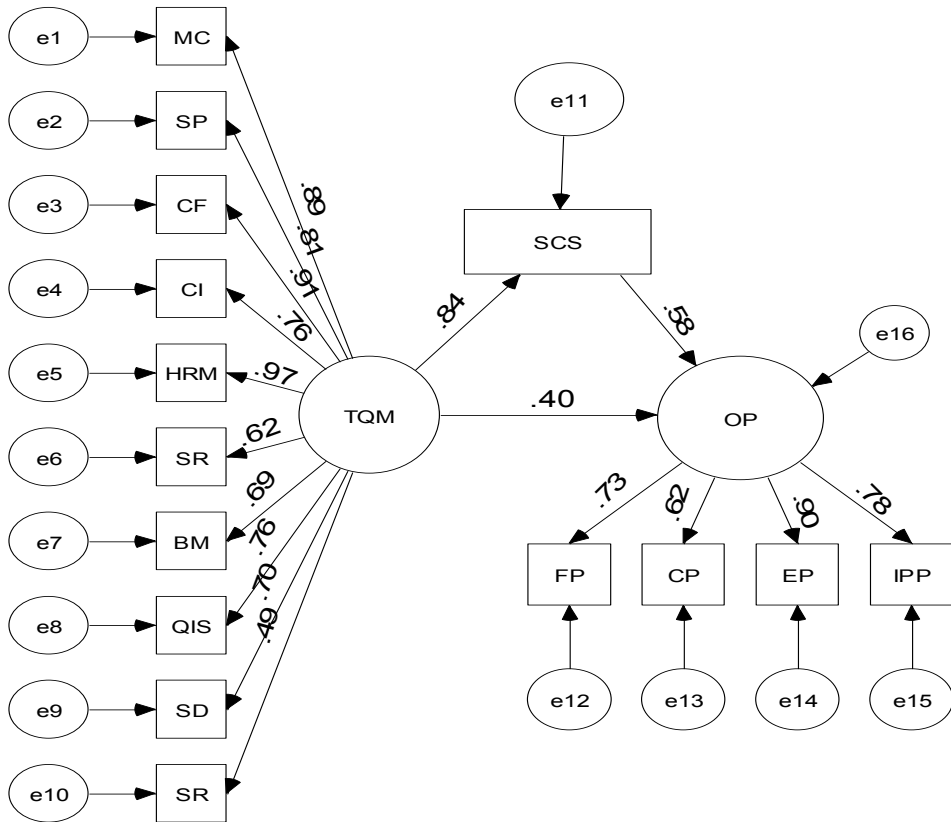 e1
MC
e2
SP
e3
CF
e4
CI
e5
HRM
e6
SR
e7
BM
e8
QIS
e9
SD
e10
SR
.89
.81
.91
.76
.97
.62
.69
.76
.70
.49
TQM
.84
.40
e11
SCS
.58
e16
OP
.73
.62
.90
.78
FP
CP
EP
IPP
e12
e13
e14
e15